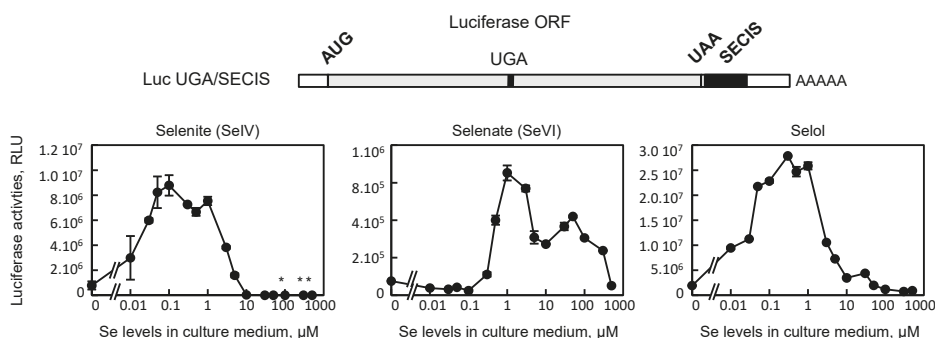 Luciferase ORF
AUG
UGA
UAA
SECIS
Luc UGA/SECIS
AAAAA
Selenite (SeIV)
Selenate (SeVI)
Selol
Luciferase activties, RLU
1.2 10⁷
1.0 10⁷
8.0 10⁶
6.0 10⁶
4.0 10⁶
2 10⁶
0
* **
0 0.01 0.1 1 10 100 1000
Se levels in culture medium, µM
1.0 10⁶
8.0 10⁵
4.0 10⁵
2.0 10⁵
0
0 0.01 0.1 1 10 100 1000
Se levels in culture medium, µM
3.0 10⁷
2.0 10⁷
1.0 10⁷
1.0 10⁷
5.0 10⁶
0
0 0.01 0.1 1 10 100 1000
Se levels in culture medium, µM